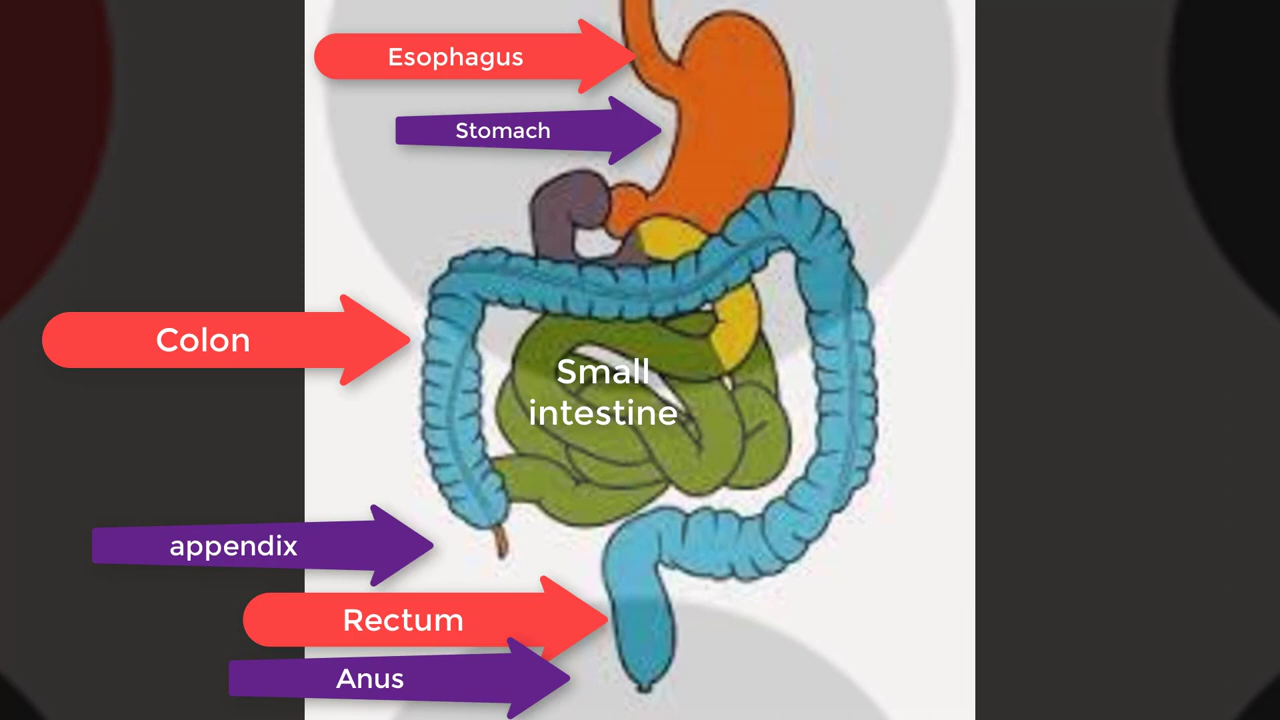 Esophagus
Stomach
Colon
Small
intestine
appendix
Rectum
Anus